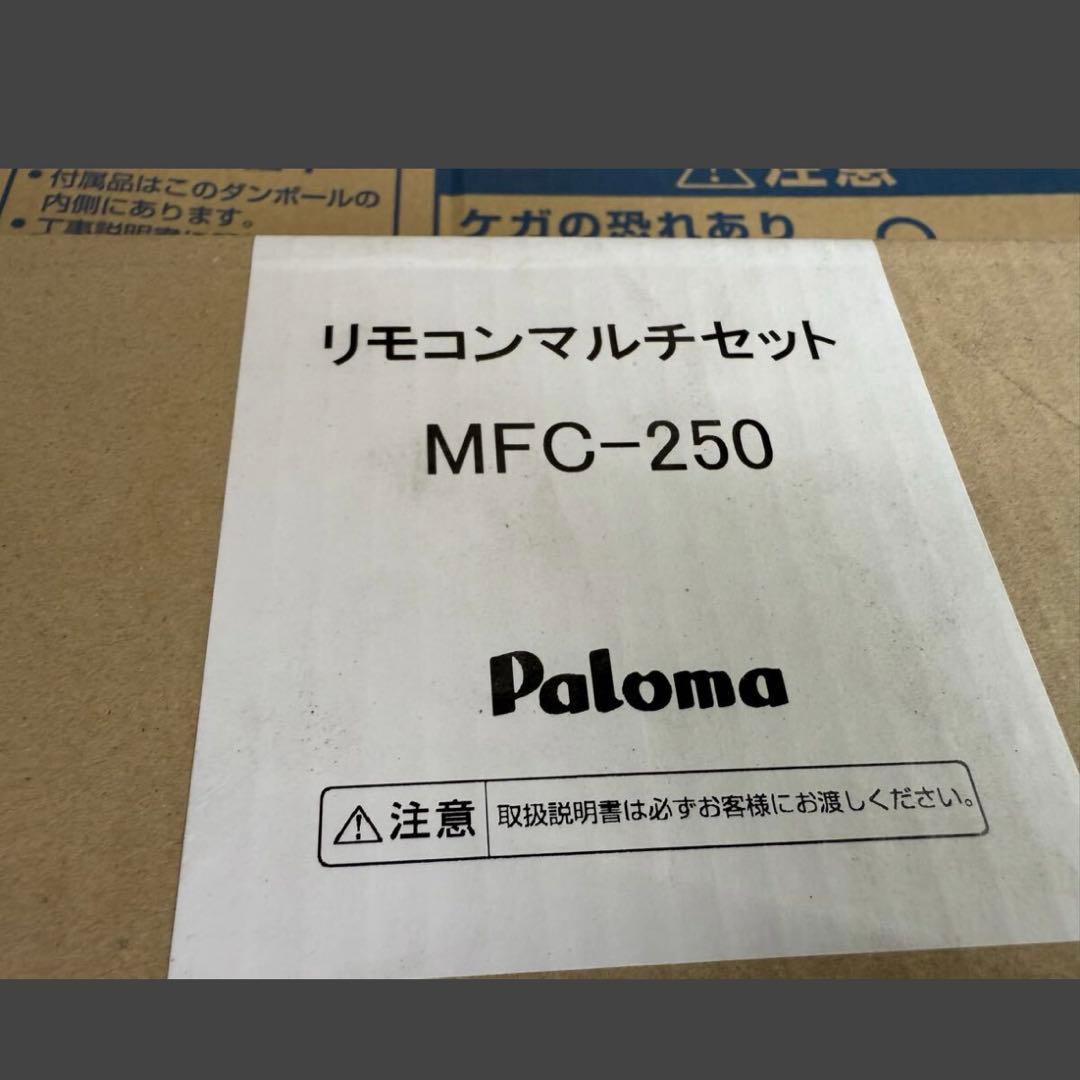 ・付属品はこのダンボールの
内側にあります。
⚠注意
ケガの恐れあり
リモコンマルチセット
MFC-250
Paloma
⚠注意 取扱説明書は必ずお客様にお渡しください。